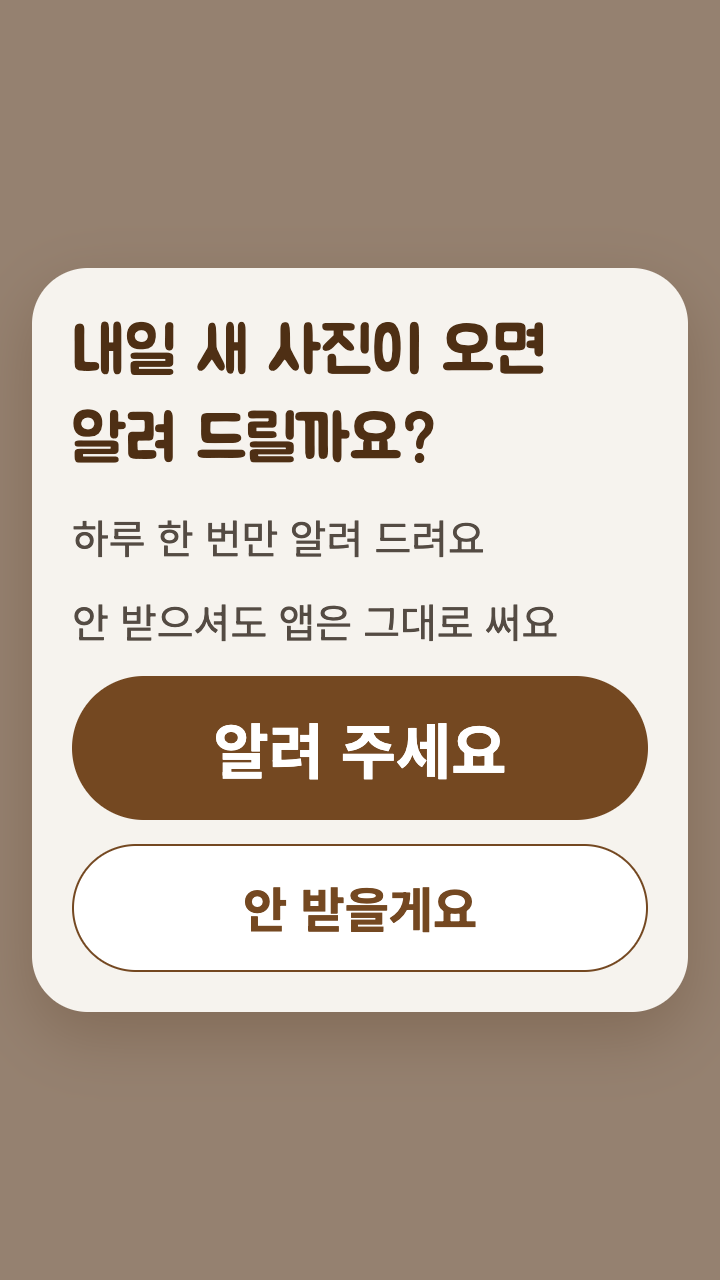 내일 새 사진이 오면
알려 드릴까요?
하루 한 번만 알려 드려요
안 받으셔도 앱은 그대로 써요
알려 주세요
안 받을게요